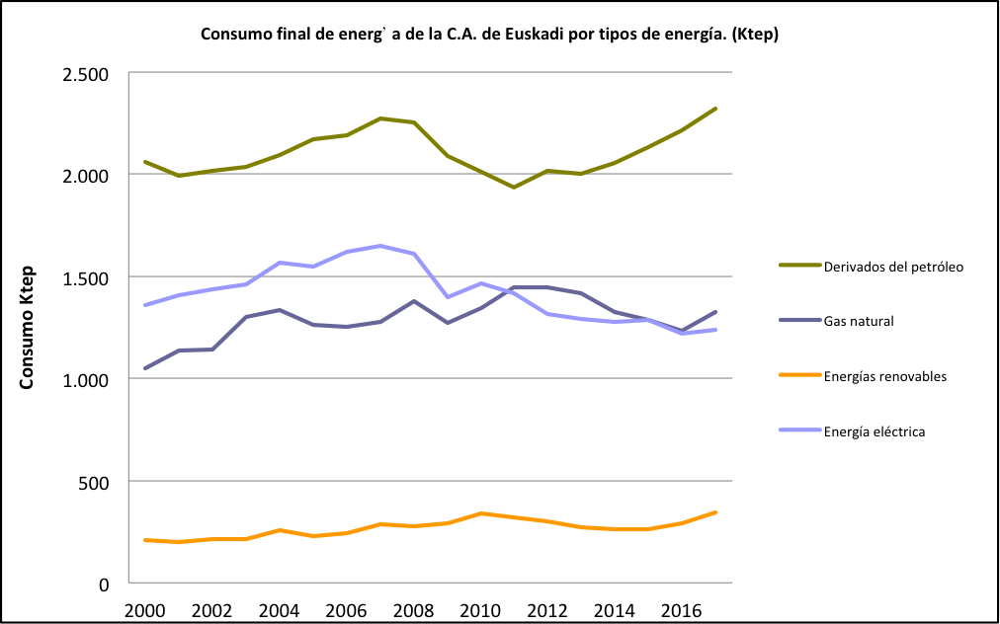 Consumo final de energ` a de la C.A. de Euskadi por tipos de energía. (Ktep)
2.500
2.000
1.500
1.000
500
0
Consumo Ktep
2000 2002 2004 2006 2008 2010 2012 2014 2016
Derivados del petróleo
Gas natural
Energías renovables
Energía eléctrica